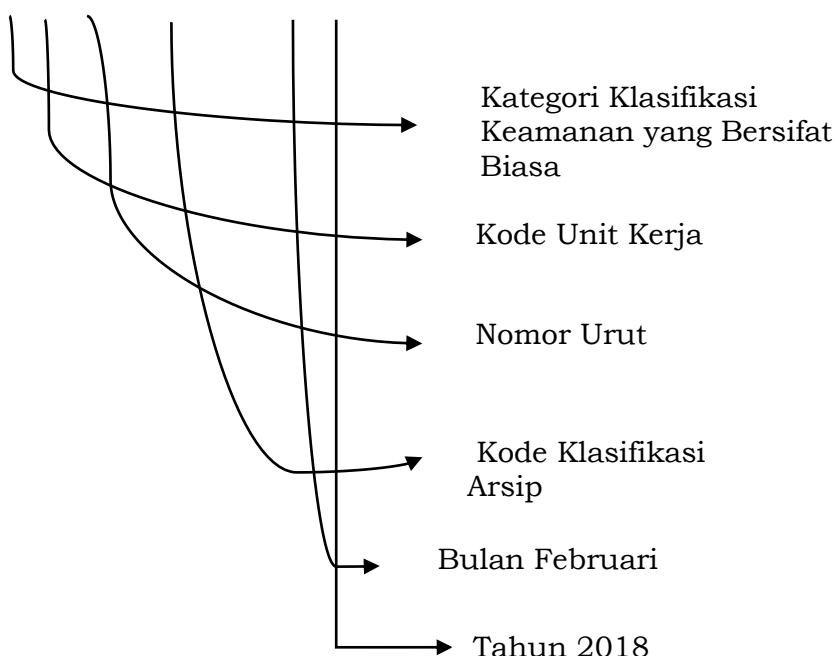 Kategori Klasifikasi
Keamanan yang Bersifat
Biasa
Kode Unit Kerja
Nomor Urut
Kode Klasifikasi
Arsip
Bulan Februari
Tahun 2018